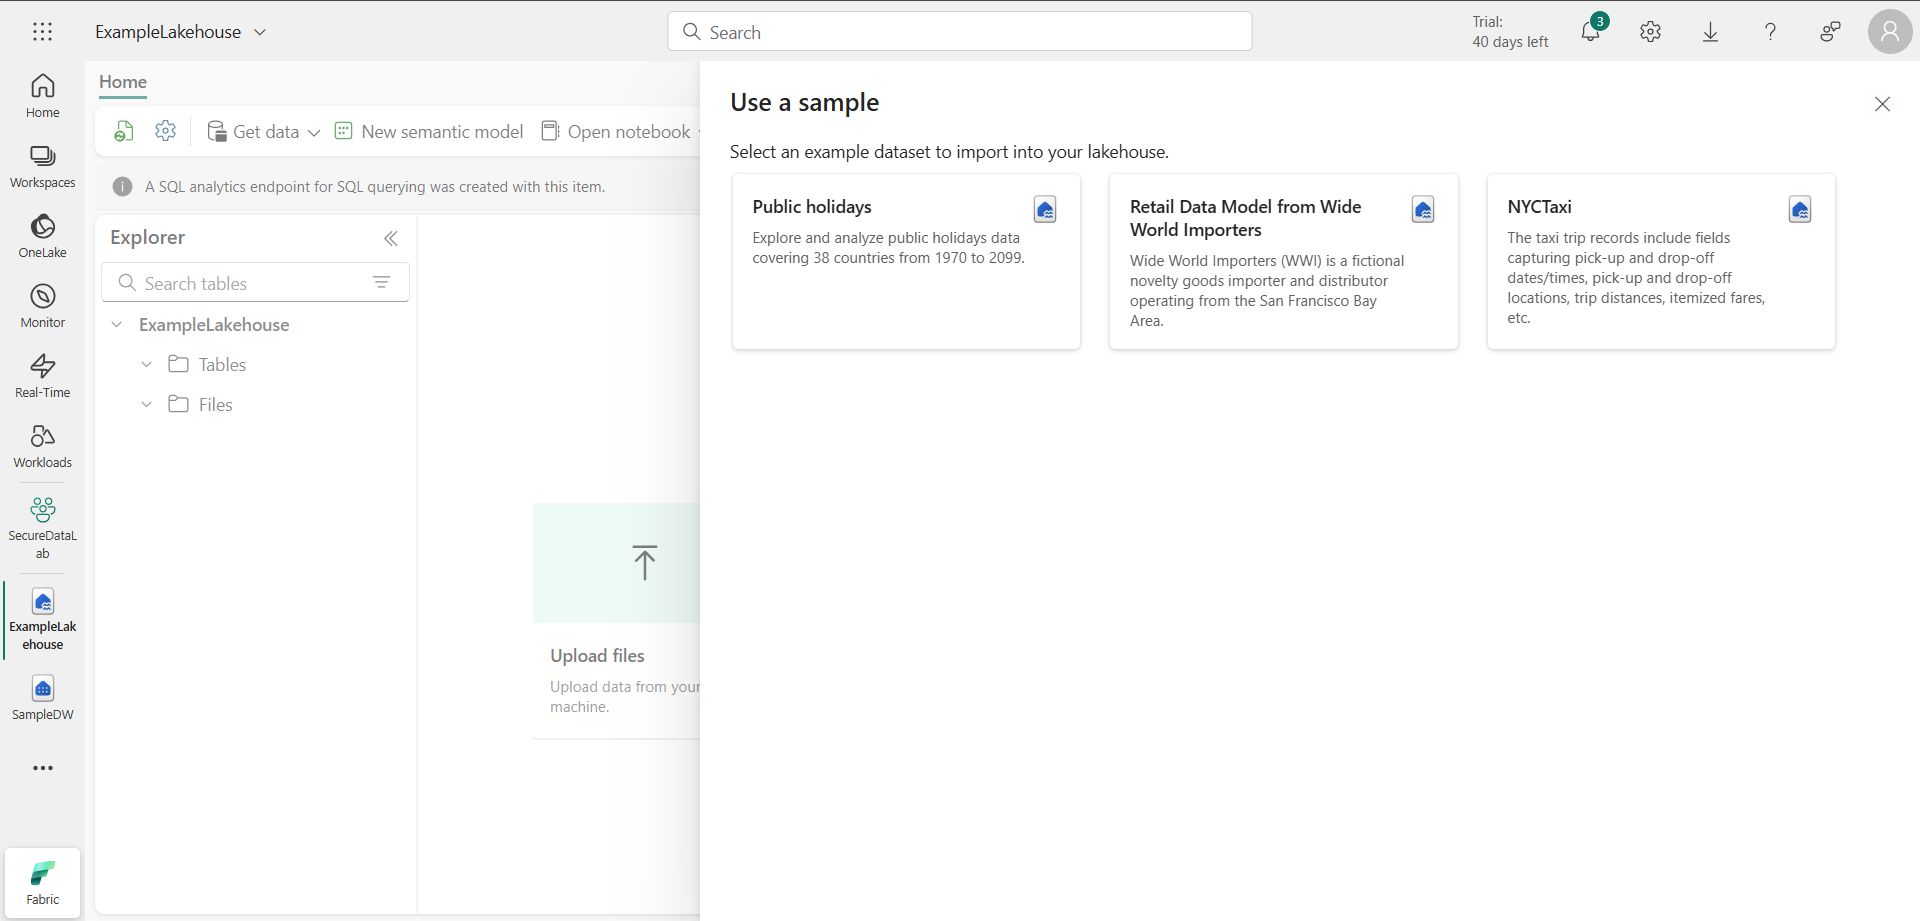 ExampleLakehouse
Search
Trial:
40 days left
3
Home
Workspaces
OneLake
Monitor
Real-Time
Workloads
SecureDataL
ab
ExampleLak
ehouse
SampleDW
Fabric
Home
Get data
New semantic model
Open notebook
A SQL analytics endpoint for SQL querying was created with this item.
Explorer
Search tables
ExampleLakehouse
Tables
Files
Upload files
Upload data from your
machine.
Use a sample
Select an example dataset to import into your lakehouse.
Public holidays
Explore and analyze public holidays data
covering 38 countries from 1970 to 2099.
Retail Data Model from Wide
World Importers
Wide World Importers (WWI) is a fictional
novelty goods importer and distributor
operating from the San Francisco Bay
Area.
NYCTaxi
The taxi trip records include fields
capturing pick-up and drop-off
dates/times, pick-up and drop-off
locations, trip distances, itemized fares,
etc.